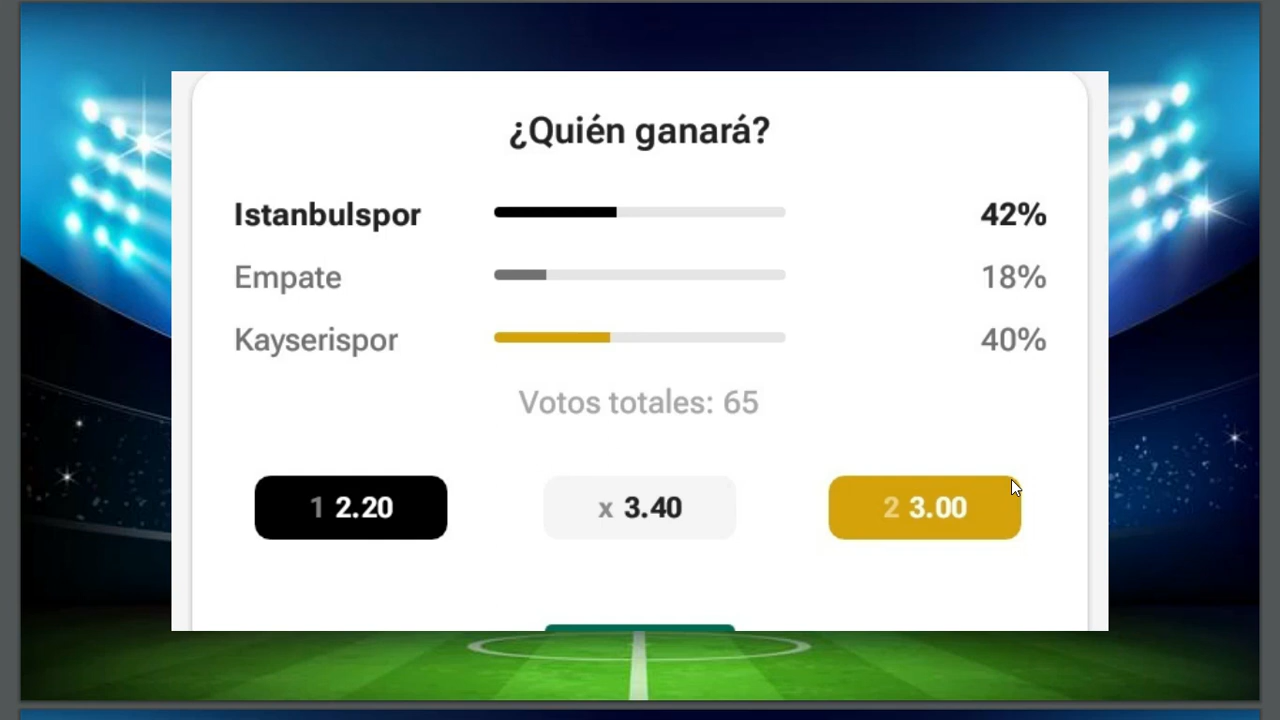 ¿Quién ganará?
Istanbulspor 42%
Empate 18%
Kayserispor 40%
Votos totales: 65
1 2.20 x 3.40 2 3.00